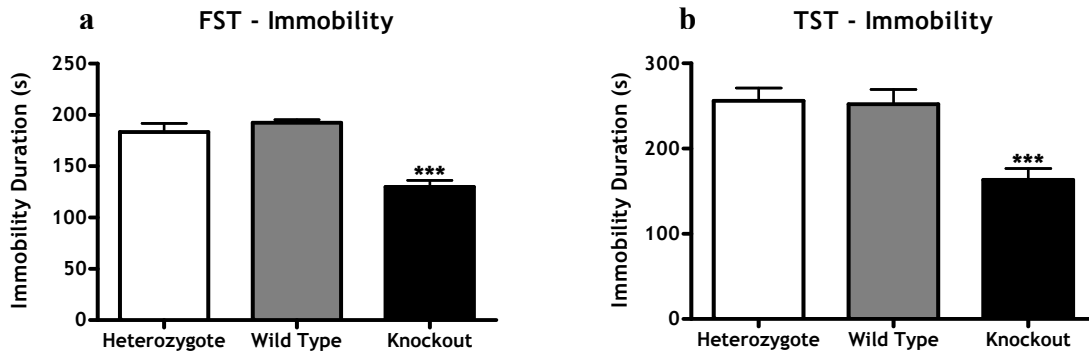 a FST - Immobility
Immobility Duration (s)
250
200
150
100
50
0
***
Heterozygote Wild Type Knockout
b TST - Immobility
Immobility Duration (s)
300
200
100
0
***
Heterozygote Wild Type Knockout